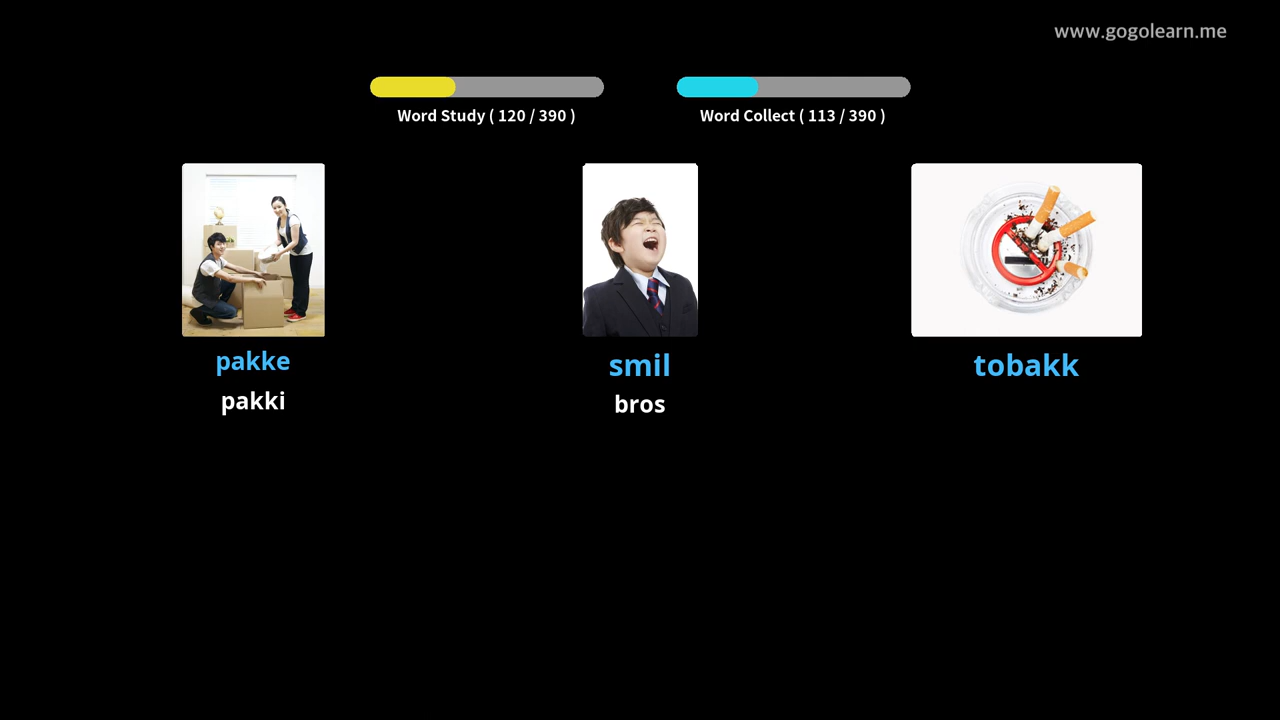 www.gogolearn.me
Word Study ( 120 / 390 )
Word Collect ( 113 / 390 )
pakke
pakki
smil
bros
tobakk